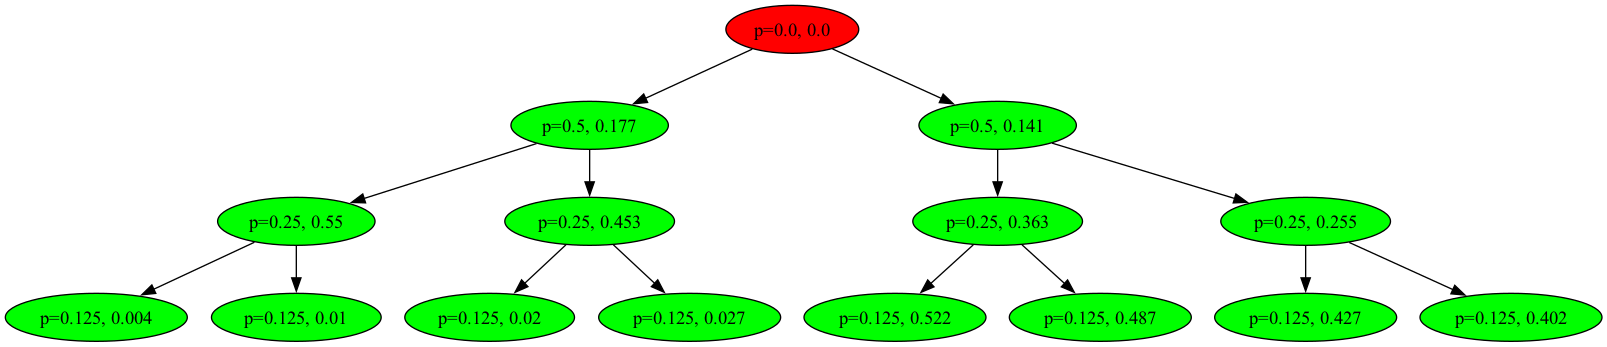 p=0.0, 0.0
p=0.5, 0.177
p=0.5, 0.141
p=0.25, 0.55
p=0.25, 0.453
p=0.25, 0.363
p=0.25, 0.255
p=0.125, 0.004
p=0.125, 0.01
p=0.125, 0.02
p=0.125, 0.027
p=0.125, 0.522
p=0.125, 0.487
p=0.125, 0.427
p=0.125, 0.402